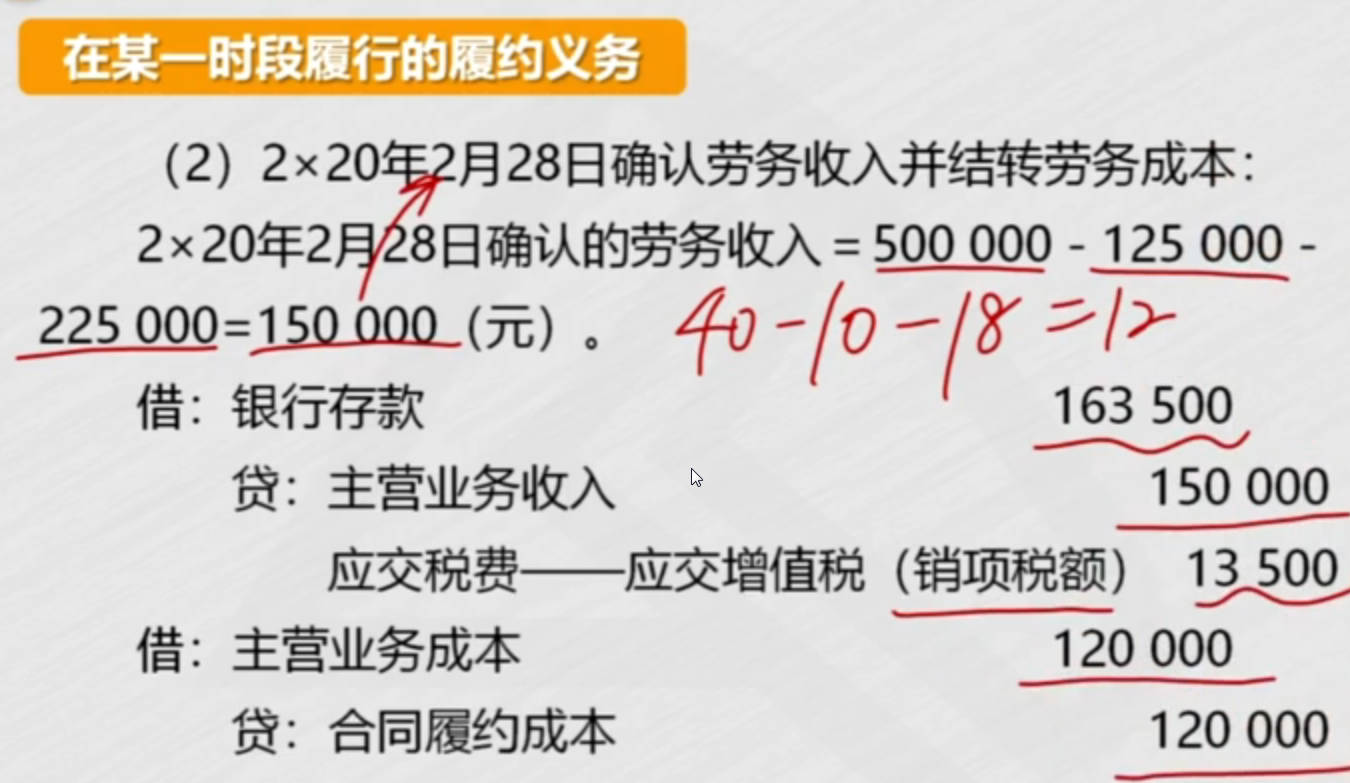 在某一时段履行的履约义务
（2）2×20年2月28日确认劳务收入并结转劳务成本：
2×20年2月28日确认的劳务收入=500 000 - 125 000 -
225 000=150 000（元）。
40-10-18=12
借：银行存款 163 500
贷：主营业务收入 150 000
应交税费——应交增值税（销项税额） 13 500
借：主营业务成本 120 000
贷：合同履约成本 120 000